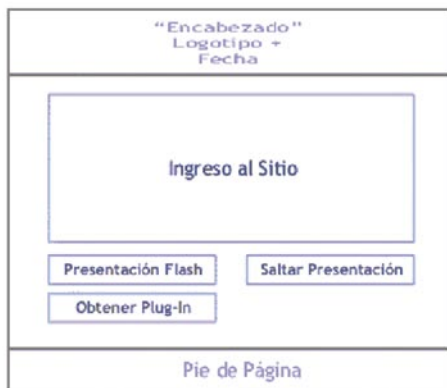 “Encabezado”
Logotipo +
Fecha
Ingreso al Sitio
Presentación Flash
Saltar Presentación
Obtener Plug-In
Pie de Página